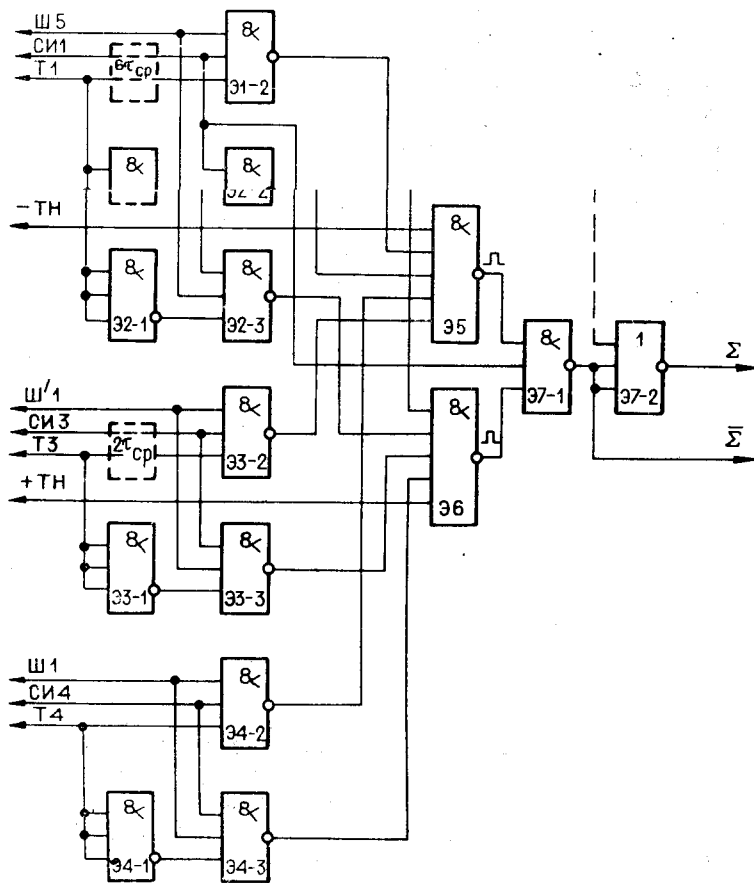 Ш5
СИ1
Т1
6τср
&
Э1-2
&
&
−ТН
&
Э2-1
&
Э2-3
&
Э5
&
Э7-1
1
Э7-2
Σ
Σ̅
Ш'1
СИ3
Т3
2τср
&
Э3-2
+ТН
&
Э6
&
Э3-1
&
Э3-3
Ш1
СИ4
Т4
&
Э4-2
&
Э4-1
&
Э4-3